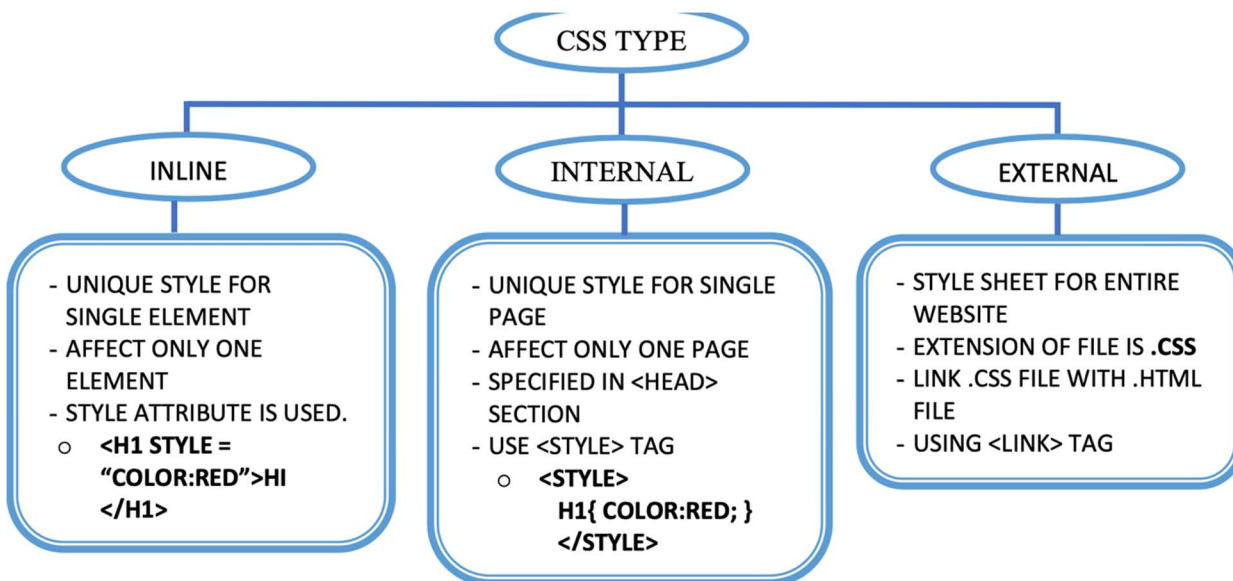 CSS TYPE
INLINE
INTERNAL
EXTERNAL
- UNIQUE STYLE FOR
SINGLE ELEMENT
- AFFECT ONLY ONE
ELEMENT
- STYLE ATTRIBUTE IS USED.
o <H1 STYLE =
“COLOR:RED”>HI
</H1>
- UNIQUE STYLE FOR SINGLE
PAGE
- AFFECT ONLY ONE PAGE
- SPECIFIED IN <HEAD>
SECTION
- USE <STYLE> TAG
o <STYLE>
H1{ COLOR:RED; }
</STYLE>
- STYLE SHEET FOR ENTIRE
WEBSITE
- EXTENSION OF FILE IS .CSS
- LINK .CSS FILE WITH .HTML
FILE
- USING <LINK> TAG